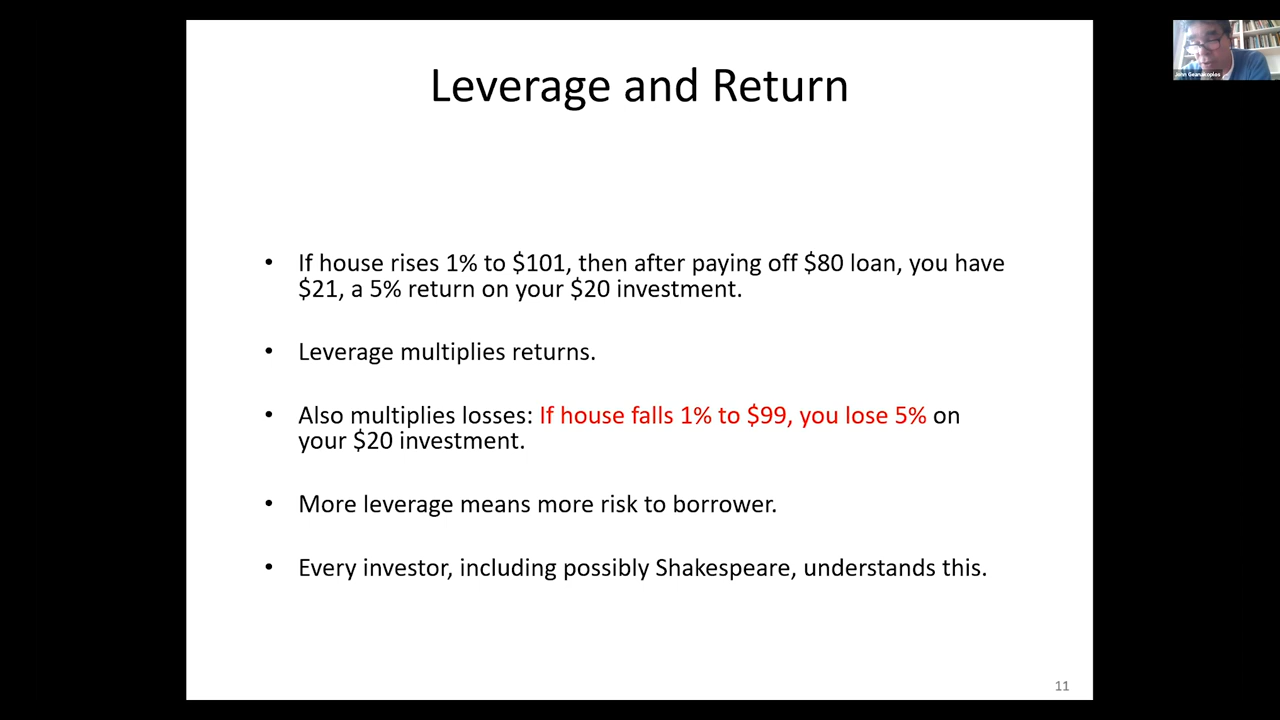 John Geanakoplos
Leverage and Return
• If house rises 1% to $101, then after paying off $80 loan, you have
$21, a 5% return on your $20 investment.
• Leverage multiplies returns.
• Also multiplies losses: If house falls 1% to $99, you lose 5% on
your $20 investment.
• More leverage means more risk to borrower.
• Every investor, including possibly Shakespeare, understands this.
11